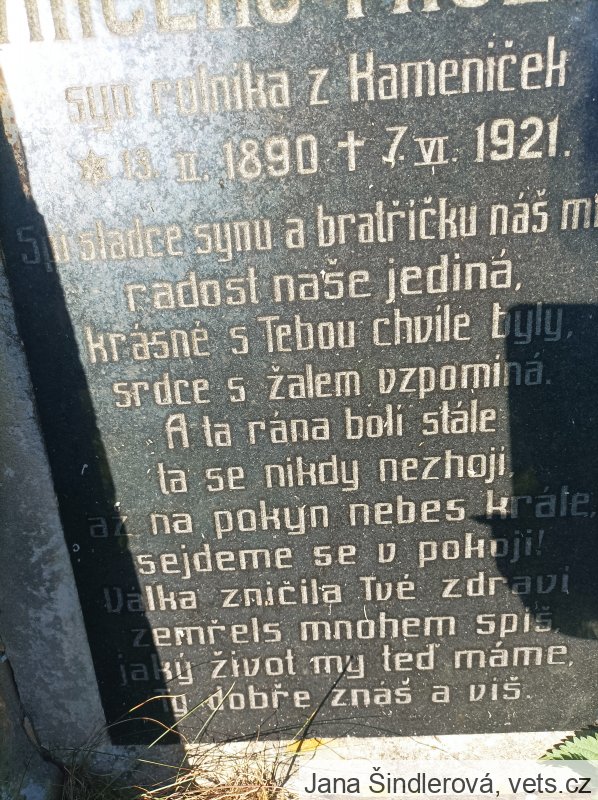 syn rolníka z Kameniček
* 13. II. 1890 † 7. VI. 1921.
Spi sladce synu a bratříčku náš
radost naše jediná,
krásné s Tebou chvíle byly,
srdce s žalem vzpomíná.
A ta rána bolí stále
ta se nikdy nezhojí,
až na pokyn nebes krále,
sejdeme se v pokoji!
Válka zničila Tvé zdraví
zemřels mnohem spíš,
jaký život my teď máme,
Ty dobře znáš a víš.
Jana Šindlerová, vets.cz